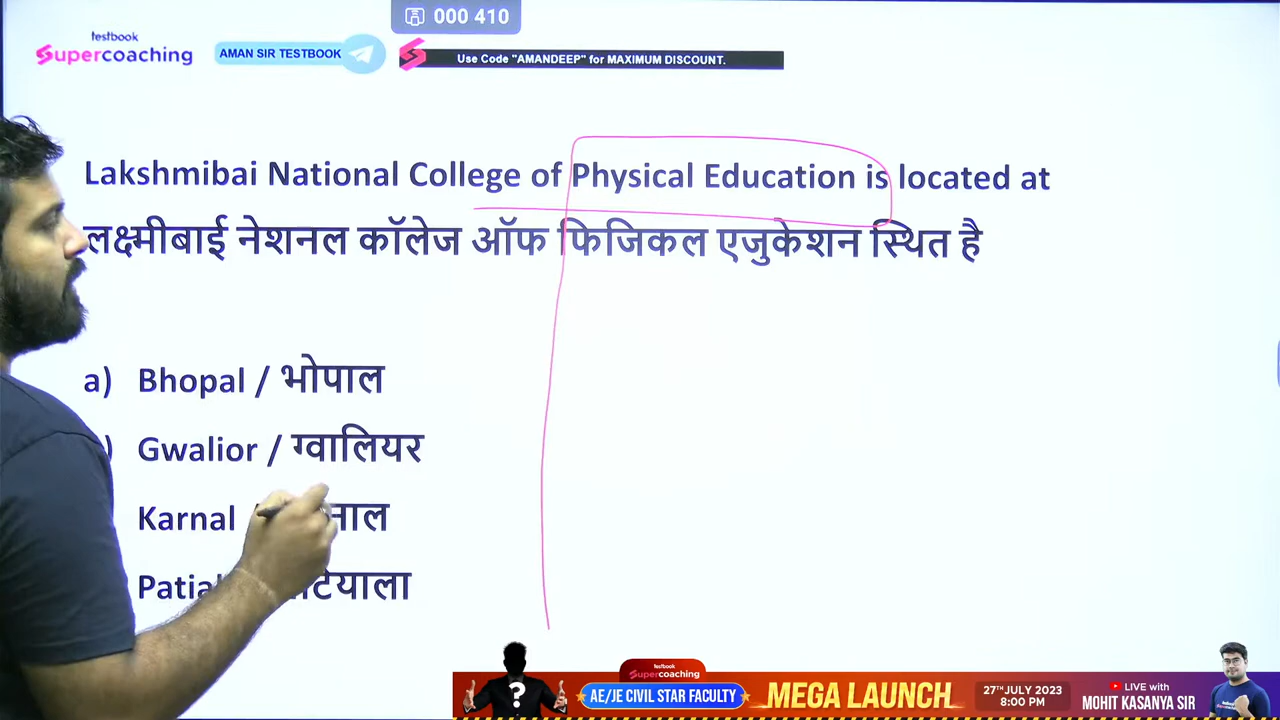 000 410
testbook
Supercoaching
AMAN SIR TESTBOOK
Use Code "AMANDEEP" for MAXIMUM DISCOUNT.
Lakshmibai National College of Physical Education is located at
लक्ष्मीबाई नेशनल कॉलेज ऑफ फिजिकल एजुकेशन स्थित है
a) Bhopal / भोपाल
Gwalior / ग्वालियर
Karnal
testbook
Supercoaching
?
AE/JE CIVIL STAR FACULTY
MEGA LAUNCH
27TH JULY 2023
8:00 PM
LIVE with
MOHIT KASANYA SIR